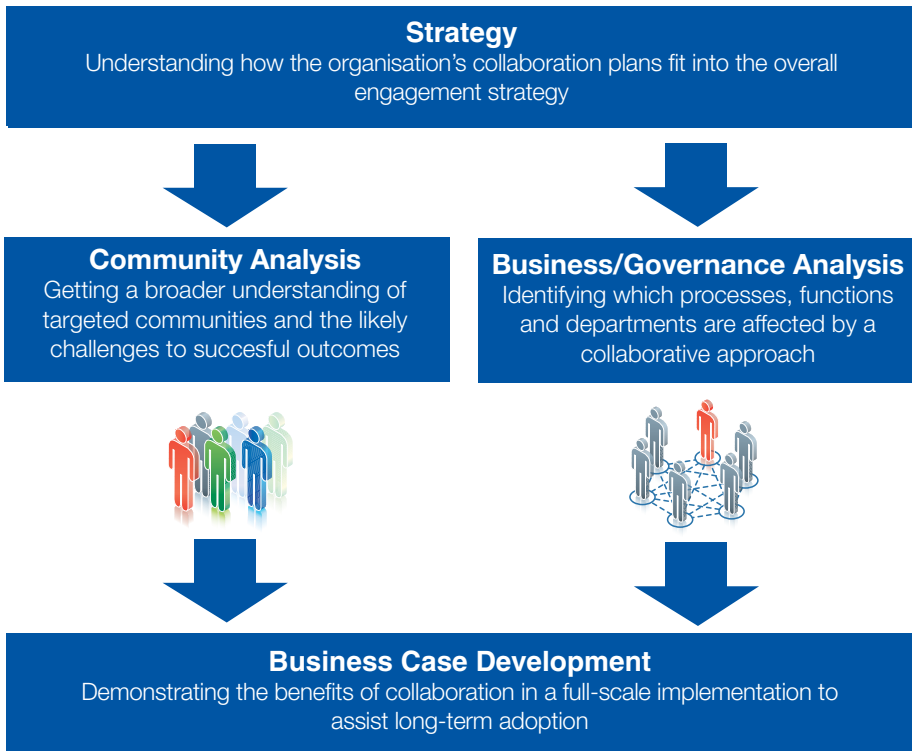 Strategy
Understanding how the organisation's collaboration plans fit into the overall
engagement strategy
Community Analysis
Getting a broader understanding of
targeted communities and the likely
challenges to succesful outcomes
Business/Governance Analysis
Identifying which processes, functions
and departments are affected by a
collaborative approach
Business Case Development
Demonstrating the benefits of collaboration in a full-scale implementation to
assist long-term adoption